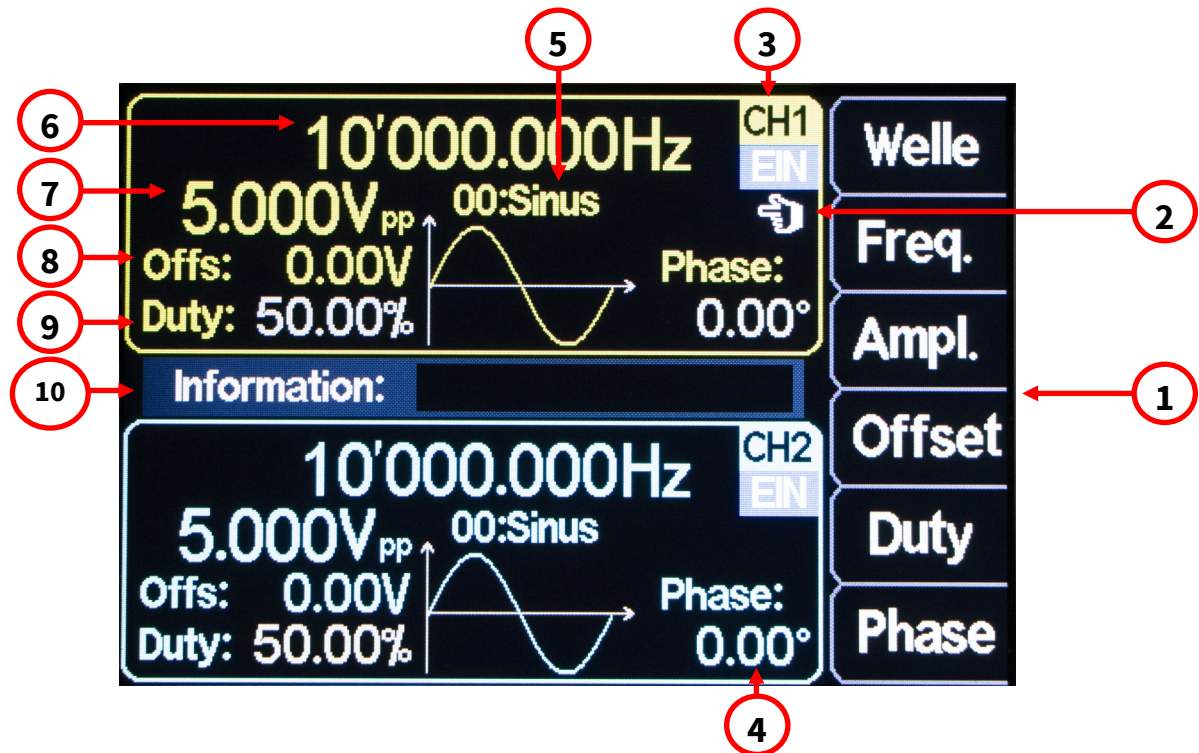 5
3
6
10'000.000Hz
CH1
EIN
7
5.000Vpp
00:Sinus
2
8
Offs: 0.00V
Phase:
9
Duty: 50.00%
0.00°
10
Information:
10'000.000Hz
CH2
EIN
5.000Vpp
00:Sinus
Offs: 0.00V
Phase:
Duty: 50.00%
0.00°
4
Welle
Freq.
Ampl.
1
Offset
Duty
Phase